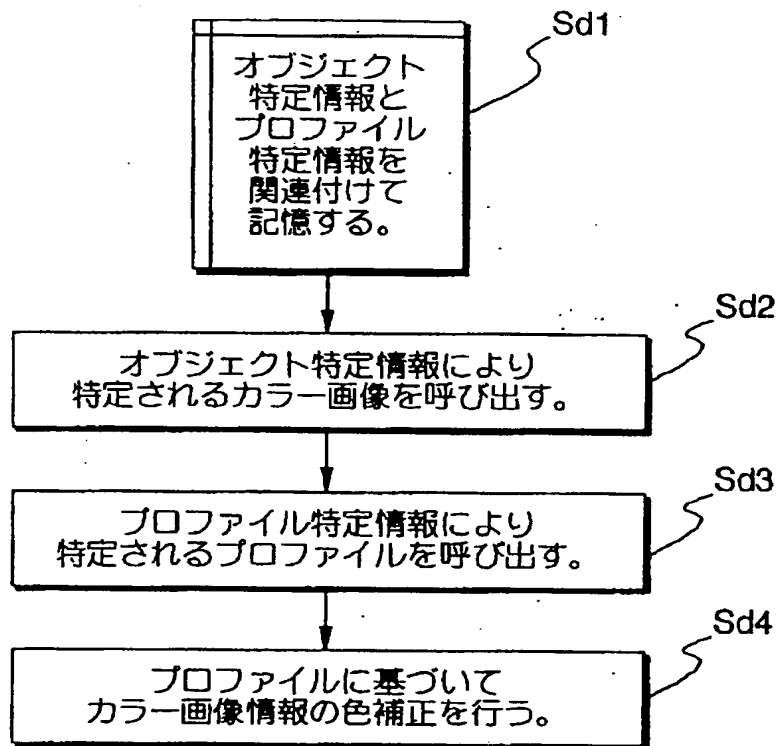 Sd1
オブジェクト
特定情報と
プロファイル
特定情報を
関連付けて
記憶する。
Sd2
オブジェクト特定情報により
特定されるカラー画像を呼び出す。
Sd3
プロファイル特定情報により
特定されるプロファイルを呼び出す。
Sd4
プロファイルに基づいて
カラー画像情報の色補正を行う。